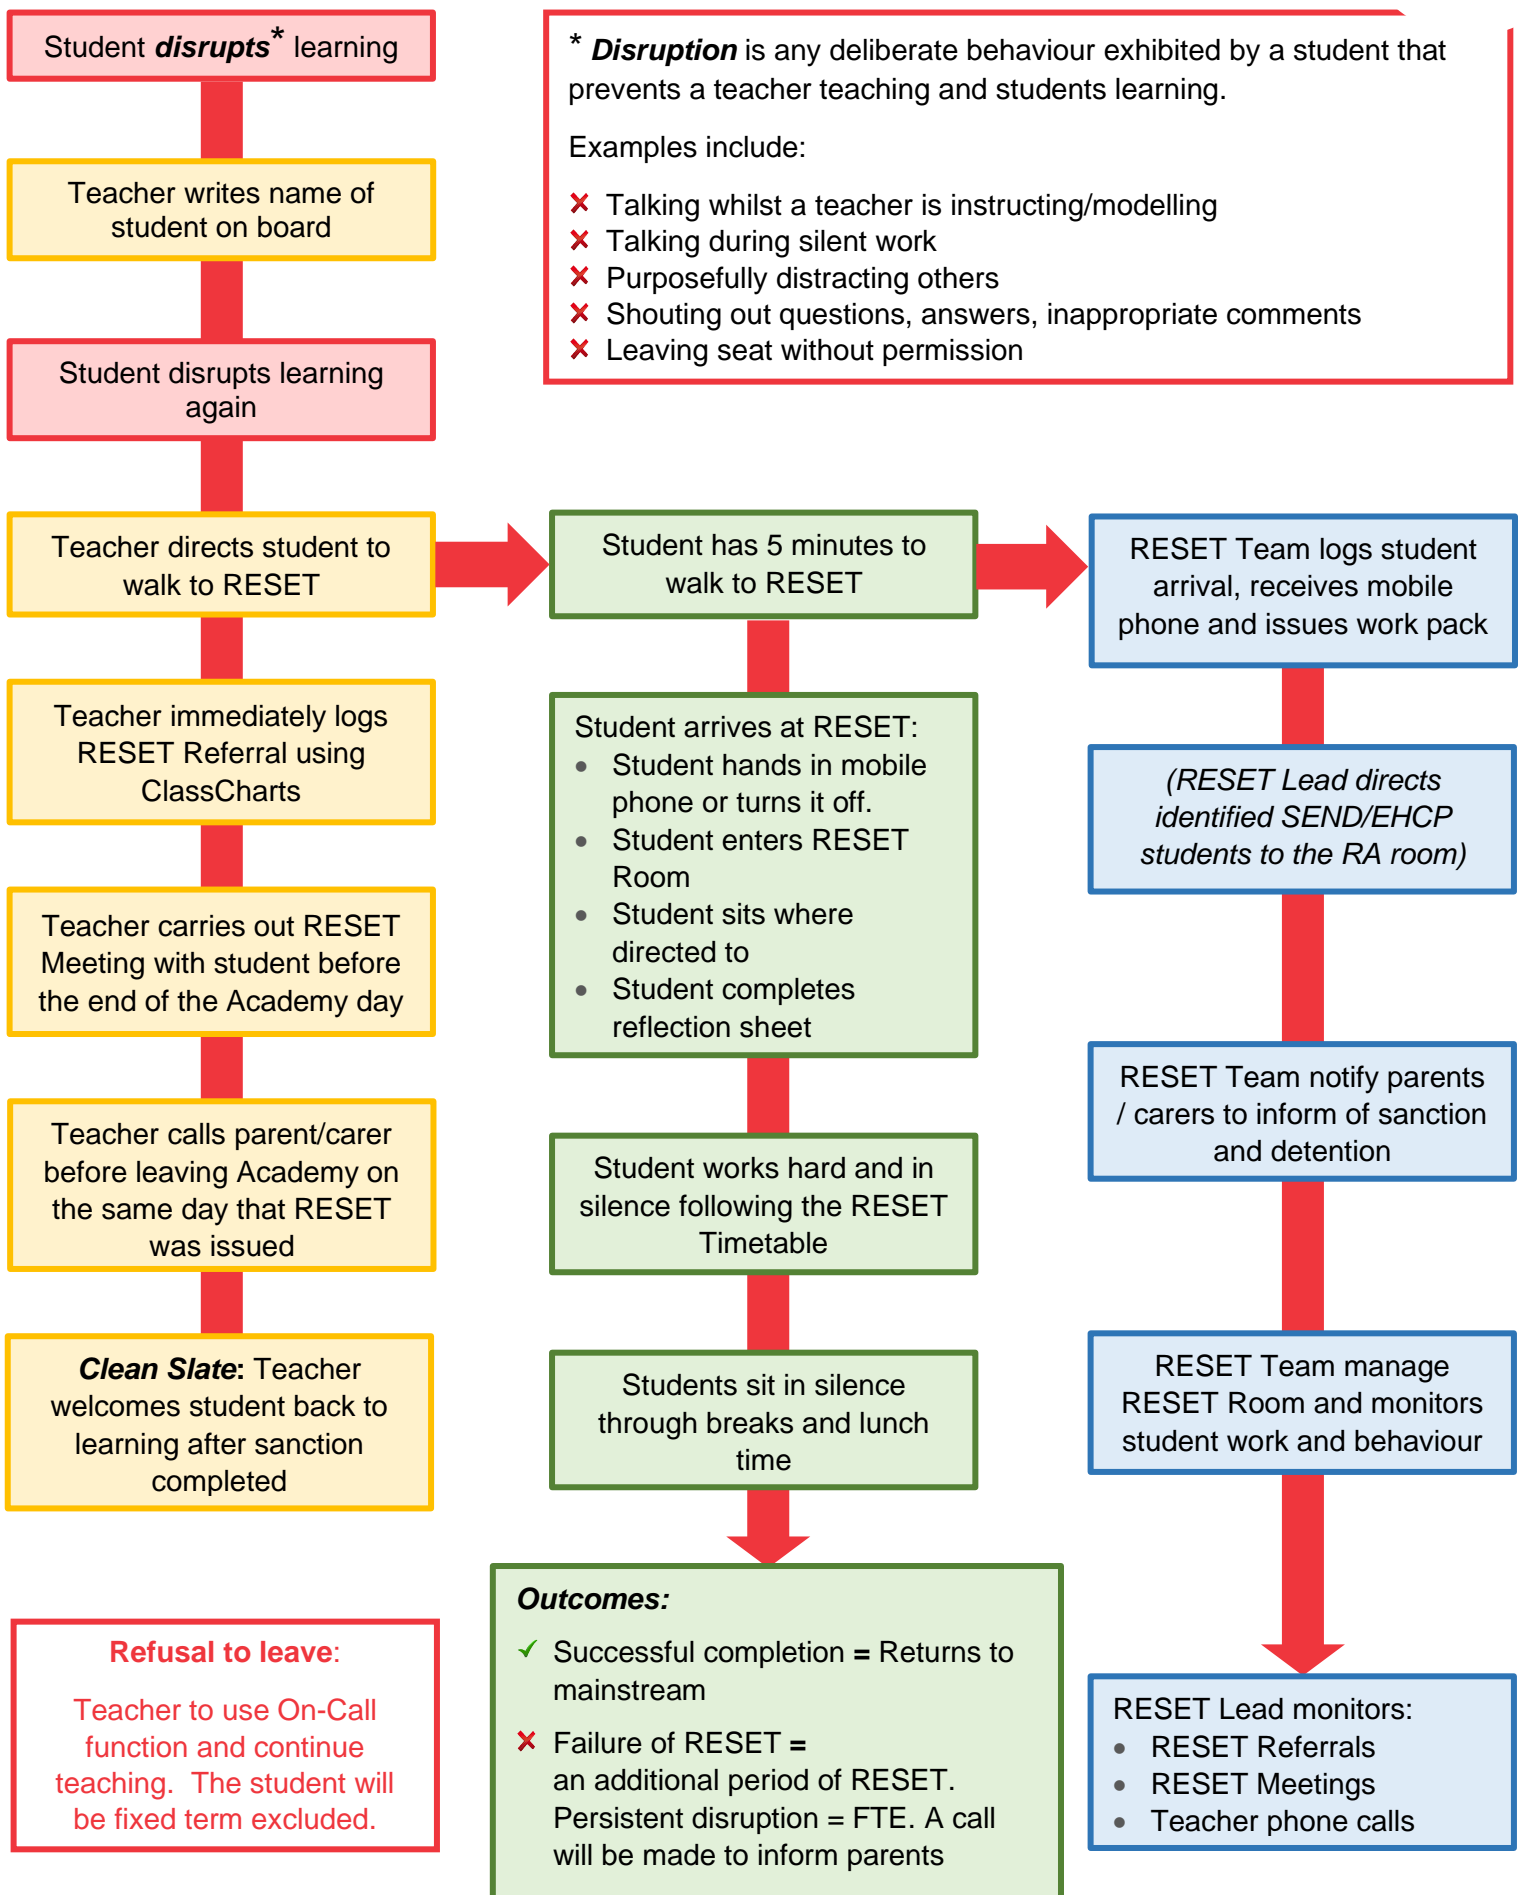 Student disrupts* learning
* Disruption is any deliberate behaviour exhibited by a student that
prevents a teacher teaching and students learning.
Examples include:
✘ Talking whilst a teacher is instructing/modelling
✘ Talking during silent work
✘ Purposefully distracting others
✘ Shouting out questions, answers, inappropriate comments
✘ Leaving seat without permission
Teacher writes name of
student on board
Student disrupts learning
again
Teacher directs student to
walk to RESET
Teacher immediately logs
RESET Referral using
ClassCharts
Teacher carries out RESET
Meeting with student before
the end of the Academy day
Teacher calls parent/carer
before leaving Academy on
the same day that RESET
was issued
Clean Slate: Teacher
welcomes student back to
learning after sanction
completed
Student has 5 minutes to
walk to RESET
Student arrives at RESET:
• Student hands in mobile
phone or turns it off.
• Student enters RESET
Room
• Student sits where
directed to
• Student completes
reflection sheet
Student works hard and in
silence following the RESET
Timetable
Students sit in silence
through breaks and lunch
time
Outcomes:
✓ Successful completion = Returns to
mainstream
✘ Failure of RESET =
an additional period of RESET.
Persistent disruption = FTE. A call
will be made to inform parents
RESET Team logs student
arrival, receives mobile
phone and issues work pack
(RESET Lead directs
identified SEND/EHCP
students to the RA room)
RESET Team notify parents
/ carers to inform of sanction
and detention
RESET Team manage
RESET Room and monitors
student work and behaviour
RESET Lead monitors:
• RESET Referrals
• RESET Meetings
• Teacher phone calls
Refusal to leave:
Teacher to use On-Call
function and continue
teaching. The student will
be fixed term excluded.